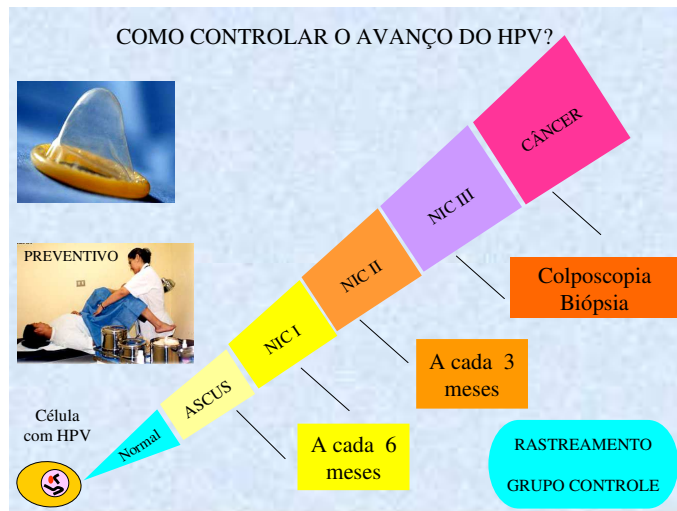 COMO CONTROLAR O AVANÇO DO HPV?
CÂNCER
NIC III
PREVENTIVO
NIC II
Colposcopia
Biópsia
NIC I
A cada 3
meses
ASCUS
Célula
com HPV
Normal
A cada 6
meses
RASTREAMENTO
GRUPO CONTROLE